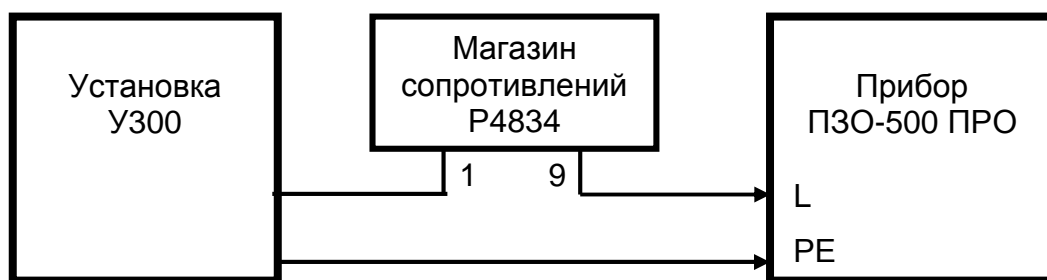 Установка
У300
Магазин
сопротивлений
Р4834
1
9
Прибор
ПЗО-500 ПРО
L
PE